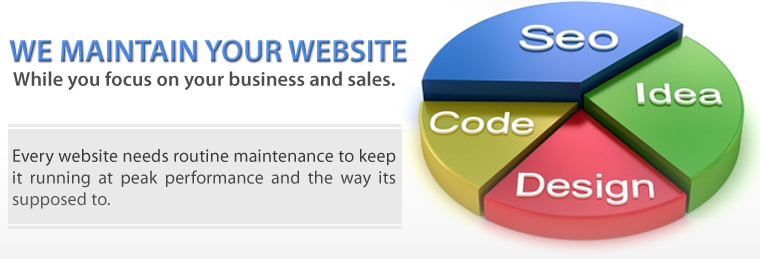 WE MAINTAIN YOUR WEBSITE
While you focus on your business and sales.
Every website needs routine maintenance to keep
it running at peak performance and the way its
supposed to.
Seo
Idea
Code
Design